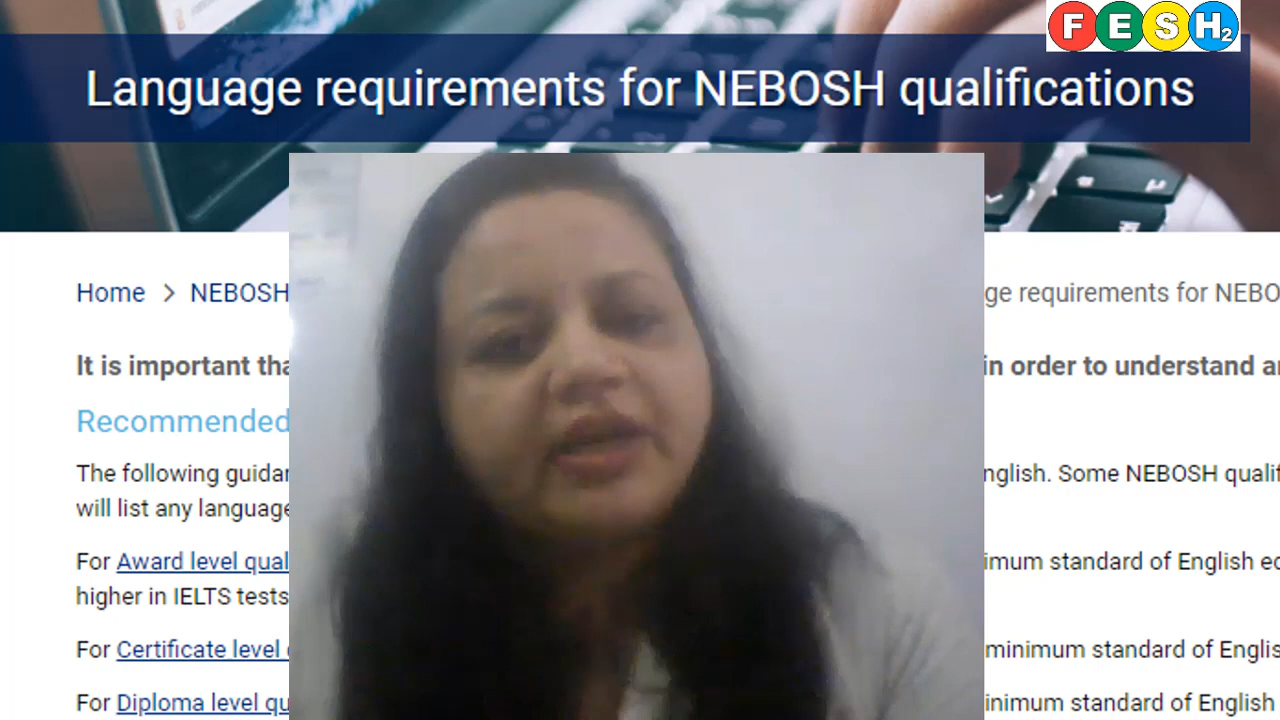 FESH2
Language requirements for NEBOSH qualifications
Home > NEBOSH ge requirements for NEBO
It is important tha in order to understand a
Recommended
The following guidan nglish. Some NEBOSH qualif
will list any language
For Award level qual imum standard of English e
higher in IELTS tests
For Certificate level minimum standard of Englis
For Diploma level qu inimum standard of English